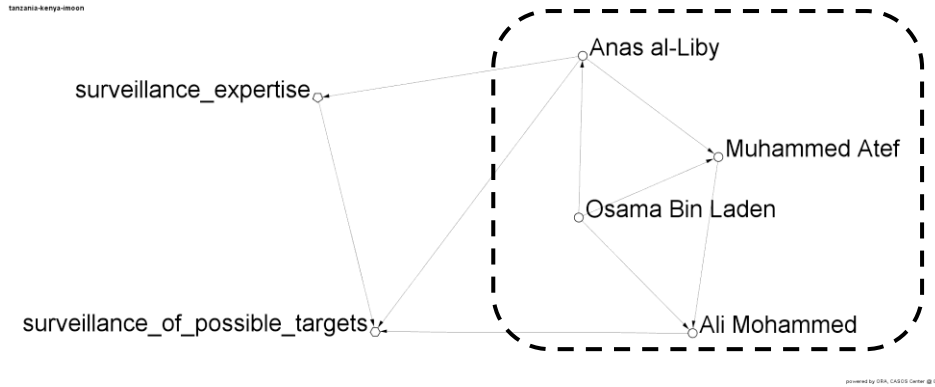 tanzania-kenya-imoon
Anas al-Liby
surveillance_expertise
Muhammed Atef
Osama Bin Laden
surveillance_of_possible_targets
Ali Mohammed
powered by ORA, CASOS Center @